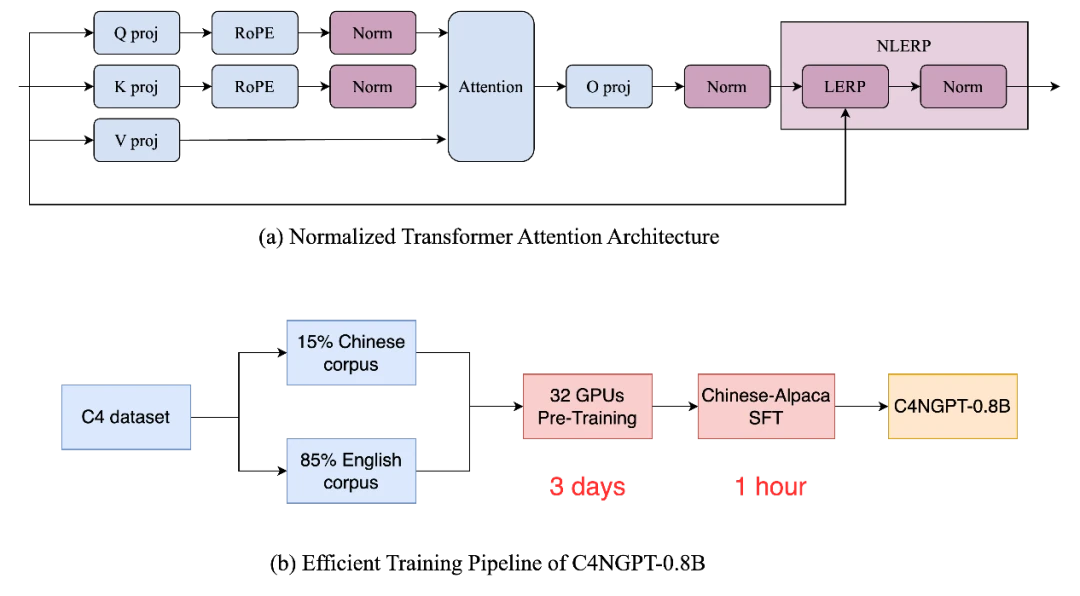 Q proj
RoPE
Norm
K proj
RoPE
Norm
V proj
Attention
O proj
Norm
NLERP
LERP
Norm
(a) Normalized Transformer Attention Architecture
C4 dataset
15% Chinese
corpus
85% English
corpus
32 GPUs
Pre-Training
3 days
Chinese-Alpaca
SFT
1 hour
C4NGPT-0.8B
(b) Efficient Training Pipeline of C4NGPT-0.8B